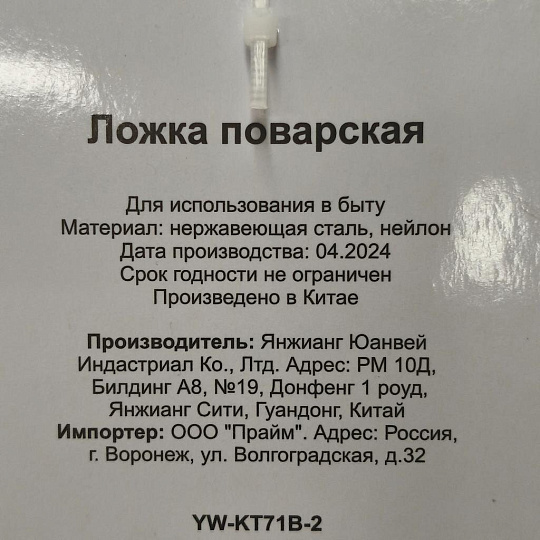 Ложка поварская
Для использования в быту
Материал: нержавеющая сталь, нейлон
Дата производства: 04.2024
Срок годности не ограничен
Произведено в Китае
Производитель: Янжианг Юанвей
Индастриал Ко., Лтд. Адрес: РМ 10Д,
Билдинг А8, №19, Донфенг 1 роуд,
Янжианг Сити, Гуандонг, Китай
Импортер: ООО "Прайм". Адрес: Россия,
г. Воронеж, ул. Волгоградская, д.32
YW-KT71B-2